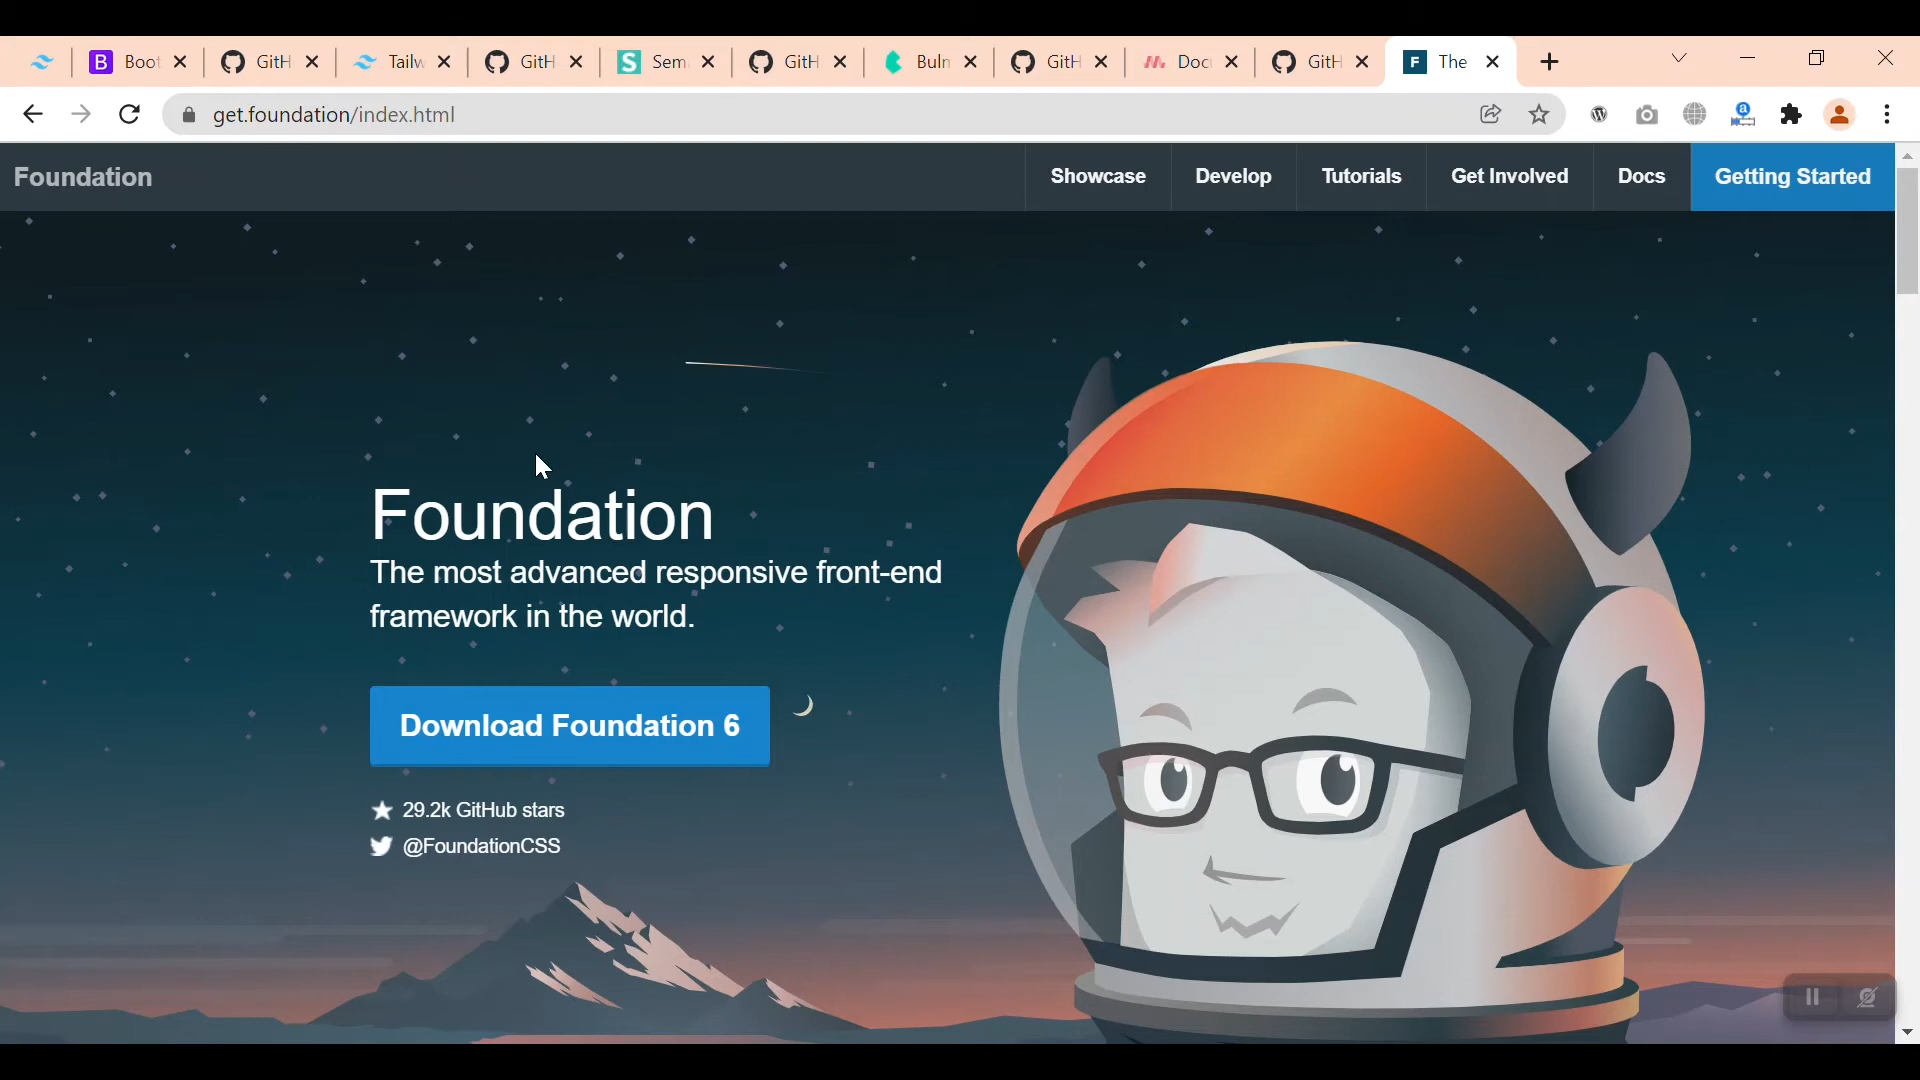 Boot
GitH
Tailw
GitH
Sem
GitH
Buln
GitH
Doc
GitH
The
get.foundation/index.html
Foundation
Showcase
Develop
Tutorials
Get Involved
Docs
Getting Started
Foundation
The most advanced responsive front-end
framework in the world.
Download Foundation 6
29.2k GitHub stars
@FoundationCSS